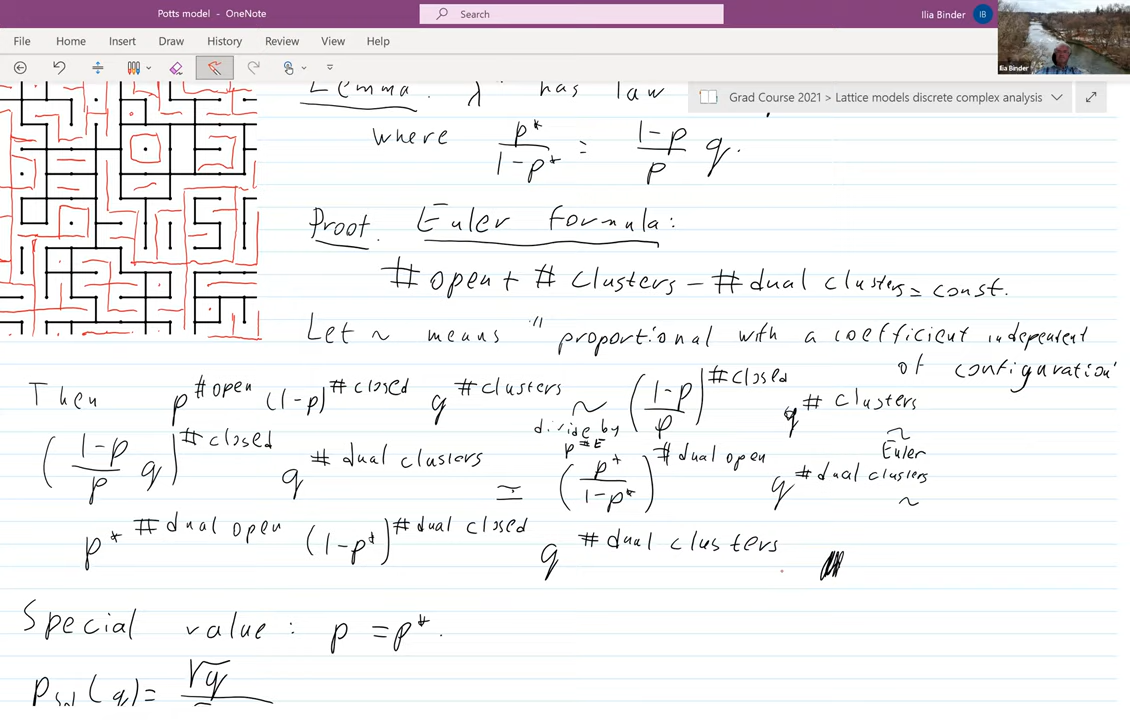 Potts model - OneNote
Search
Ilia Binder
IB
File Home Insert Draw History Review View Help
Ilia Binder
Grad Course 2021 > Lattice models discrete complex analysis
Lemma. λ* has law
where p*/(1-p*) = (1-p)/p q.
Proof. Euler formula:
# open + # clusters - # dual clusters = const.
Let ~ means "proportional with a coefficient independent
of configuration"
Then p^{# open} (1-p)^{# closed} q^{# clusters} ~ ((1-p)/p)^{# closed} q^{# clusters} ~
divide by p^{#E}
Euler
((1-p)/p q)^{# closed} q^{# dual clusters} ≃ (p*/(1-p*))^{# dual open} q^{# dual clusters} ~
p*^{# dual open} (1-p*)^{# dual closed} q^{# dual clusters}
Special value: p = p*.
P_{sd}(q) = √q